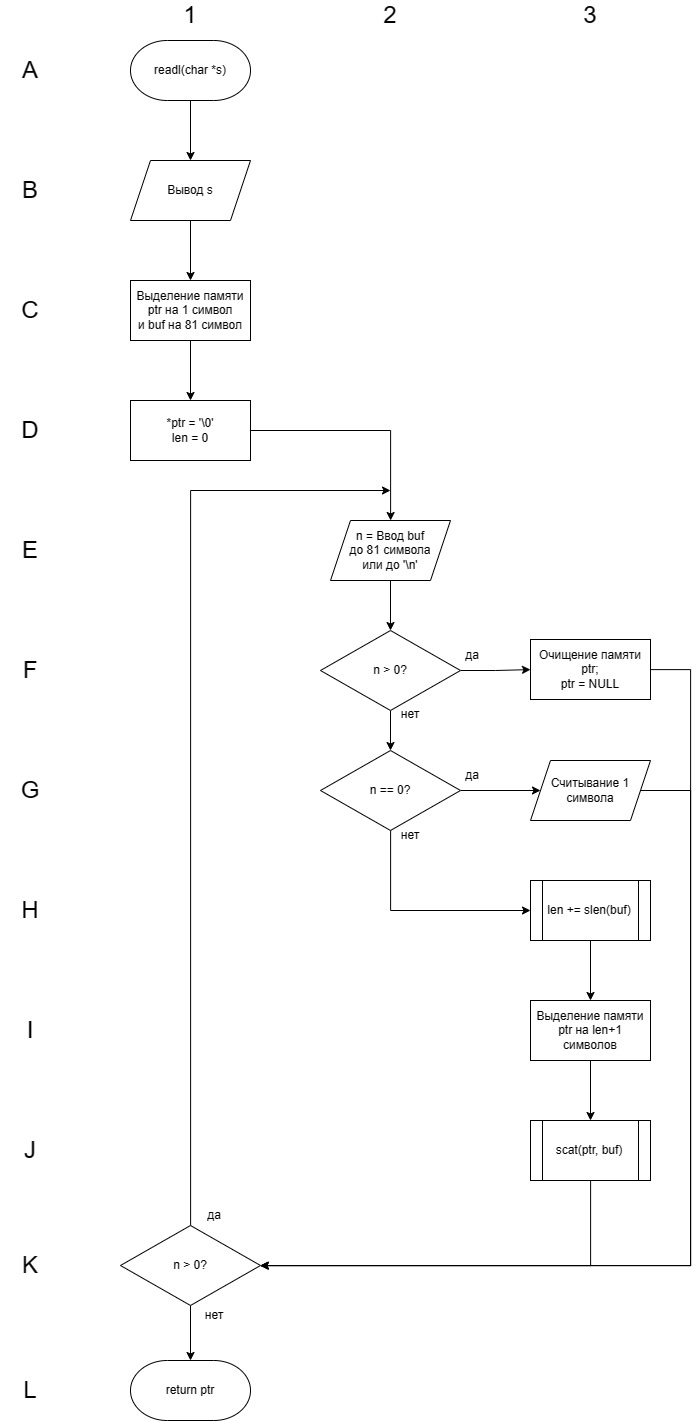 1
2
3
A
readl(char *s)
B
Вывод s
C
Выделение памяти
ptr на 1 символ
и buf на 81 символ
D
*ptr = '\0'
len = 0
E
n = Ввод buf
до 81 символа
или до '\n'
F
n > 0?
да
нет
Очищение памяти
ptr;
ptr = NULL
G
n == 0?
да
нет
Считывание 1
символа
H
len += slen(buf)
I
Выделение памяти
ptr на len+1
символов
J
scat(ptr, buf)
K
да
n > 0?
нет
L
return ptr